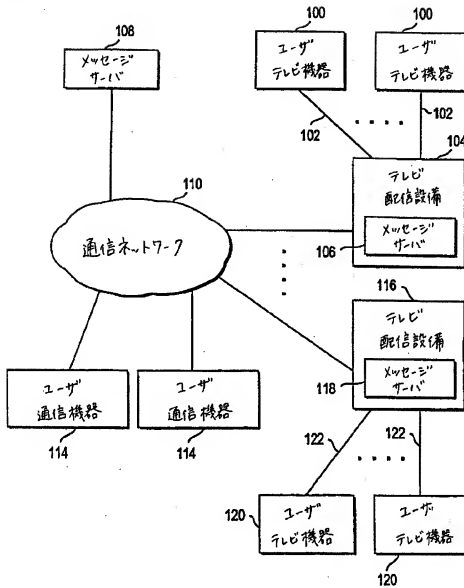 108
メッセージ
サーバ
100
ユーザ
テレビ機器
100
ユーザ
テレビ機器
102
102
104
テレビ
配信設備
106
メッセージ
サーバ
110
通信ネットワーク
116
テレビ
配信設備
118
メッセージ
サーバ
ユーザ
通信機器
114
ユーザ
通信機器
114
122
122
120
ユーザ
テレビ機器
ユーザ
テレビ機器
120